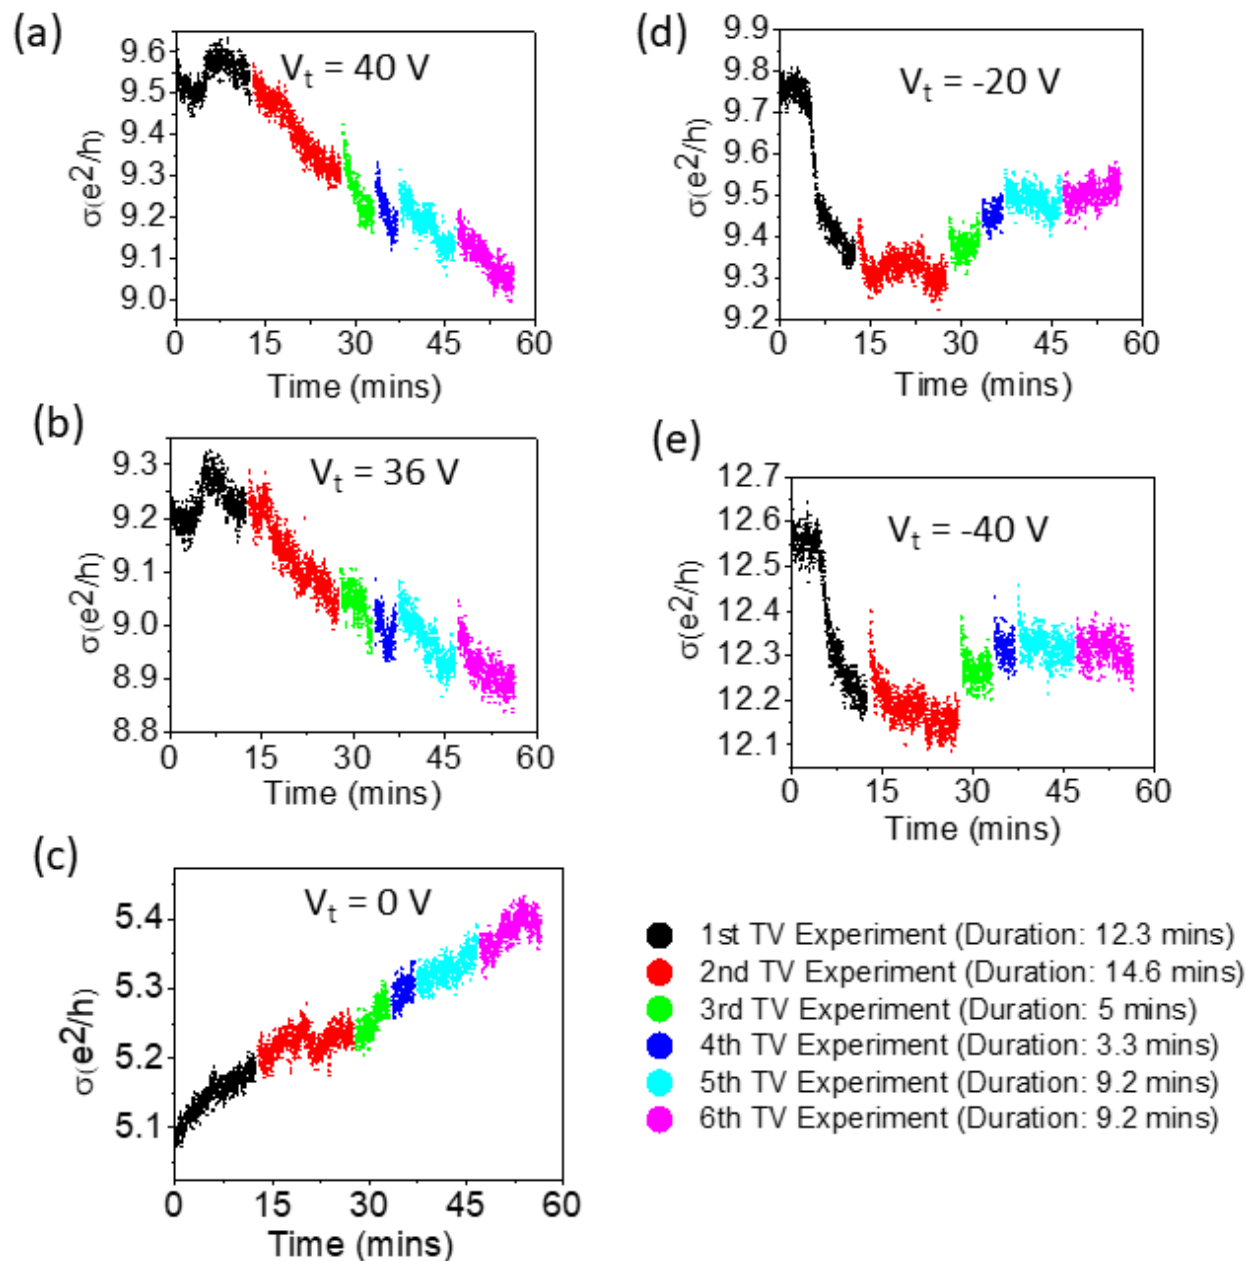 (a)
V_t = 40 V
9.6
9.5
9.4
9.3
9.2
9.1
9.0
σ(e²/h)
0 15 30 45 60
Time (mins)
(b)
V_t = 36 V
9.3
9.2
9.1
9.0
8.9
8.8
σ(e²/h)
0 15 30 45 60
Time (mins)
(c)
V_t = 0 V
5.4
5.3
5.2
5.1
σ(e²/h)
0 15 30 45 60
Time (mins)
(d)
V_t = -20 V
9.9
9.8
9.7
9.6
9.5
9.4
9.3
9.2
σ(e²/h)
0 15 30 45 60
Time (mins)
(e)
V_t = -40 V
12.7
12.6
12.5
12.4
12.3
12.2
12.1
σ(e²/h)
0 15 30 45 60
Time (mins)
1st TV Experiment (Duration: 12.3 mins)
2nd TV Experiment (Duration: 14.6 mins)
3rd TV Experiment (Duration: 5 mins)
4th TV Experiment (Duration: 3.3 mins)
5th TV Experiment (Duration: 9.2 mins)
6th TV Experiment (Duration: 9.2 mins)